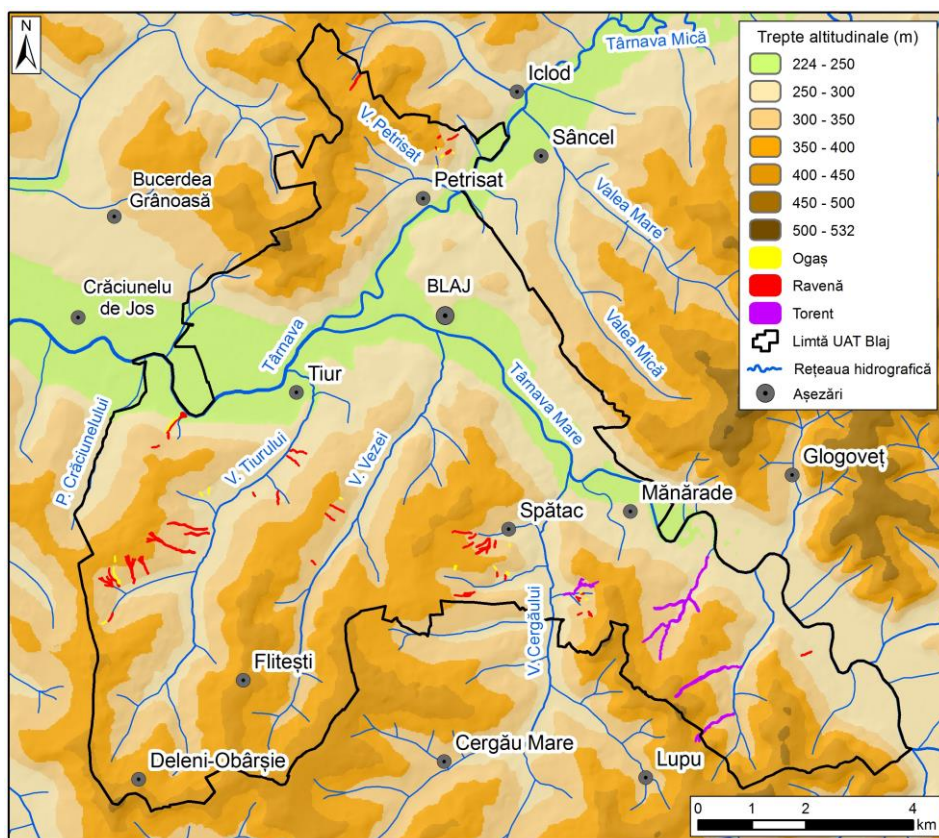 N
Târnava Mică
Iclod
V. Petrisat
Sâncel
Petrisat
Valea Mare
Bucerdea
Grânoasă
Crăciunelu
de Jos
BLAJ
Târnava
Valea Mică
Tiur
Târnava Mare
P. Crăciunelului
V. Tiurului
V. Vezei
Glogoveț
Mănărade
Spătac
V. Cergăului
Flitești
Cergău Mare
Deleni-Obârșie
Lupu
Trepte altitudinale (m)
224 - 250
250 - 300
300 - 350
350 - 400
400 - 450
450 - 500
500 - 532
Ogaș
Ravenă
Torent
Limtă UAT Blaj
Rețeaua hidrografică
Așezări
0 1 2 4
km